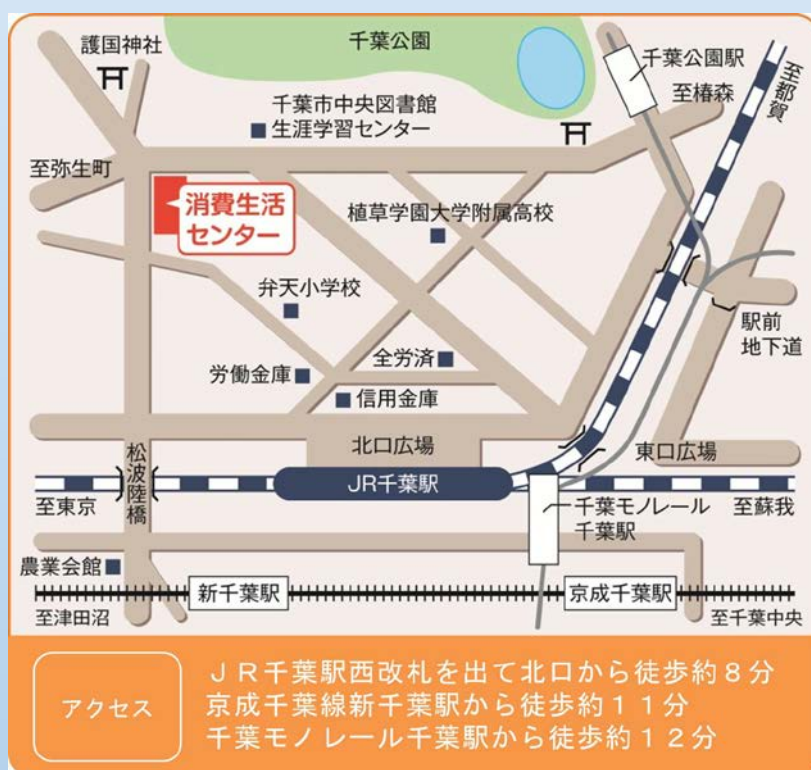 護国神社
千葉公園
千葉公園駅
至都賀
至椿森
千葉市中央図書館
生涯学習センター
至弥生町
消費生活
センター
植草学園大学附属高校
弁天小学校
駅前
地下道
全労済
労働金庫
信用金庫
松波陸橋
北口広場
東口広場
JR千葉駅
至東京
千葉モノレール
千葉駅
至蘇我
農業会館
新千葉駅
京成千葉駅
至津田沼
至千葉中央
アクセス
ＪＲ千葉駅西改札を出て北口から徒歩約８分
京成千葉線新千葉駅から徒歩約１１分
千葉モノレール千葉駅から徒歩約１２分